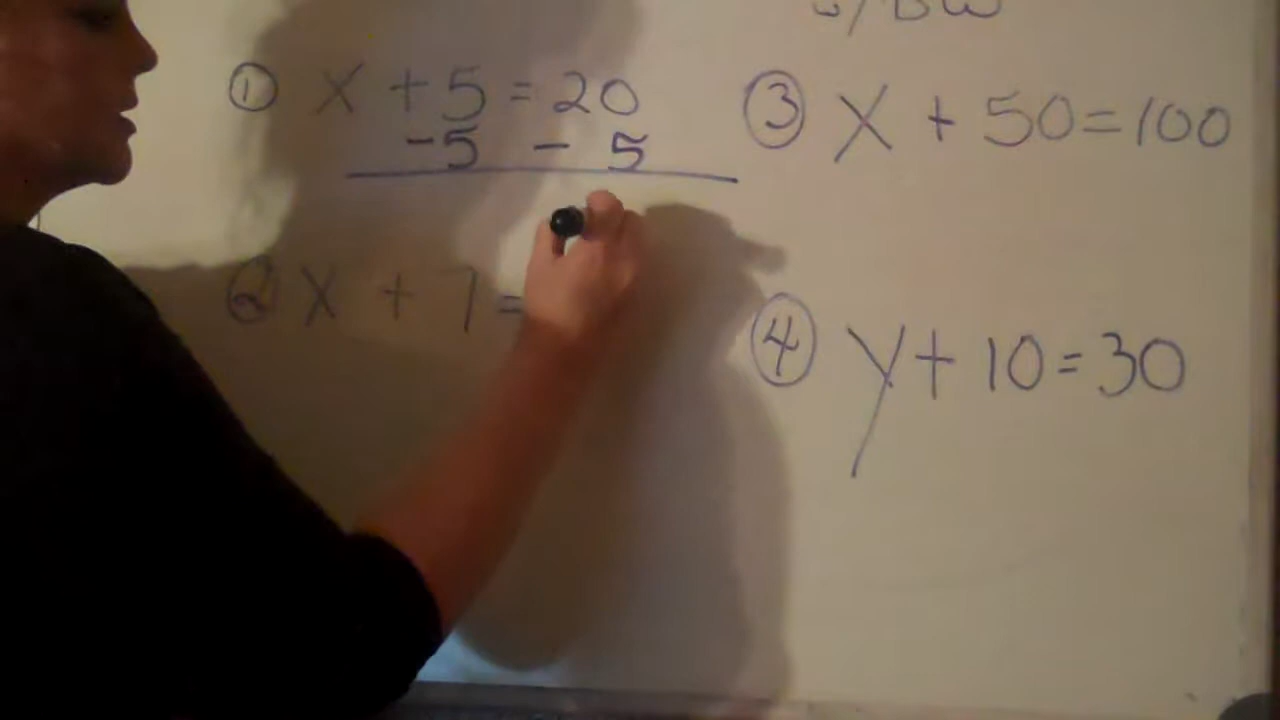 ① X + 5 = 20
-5 - 5
② X + 7 =
③ X + 50 = 100
④ y + 10 = 30